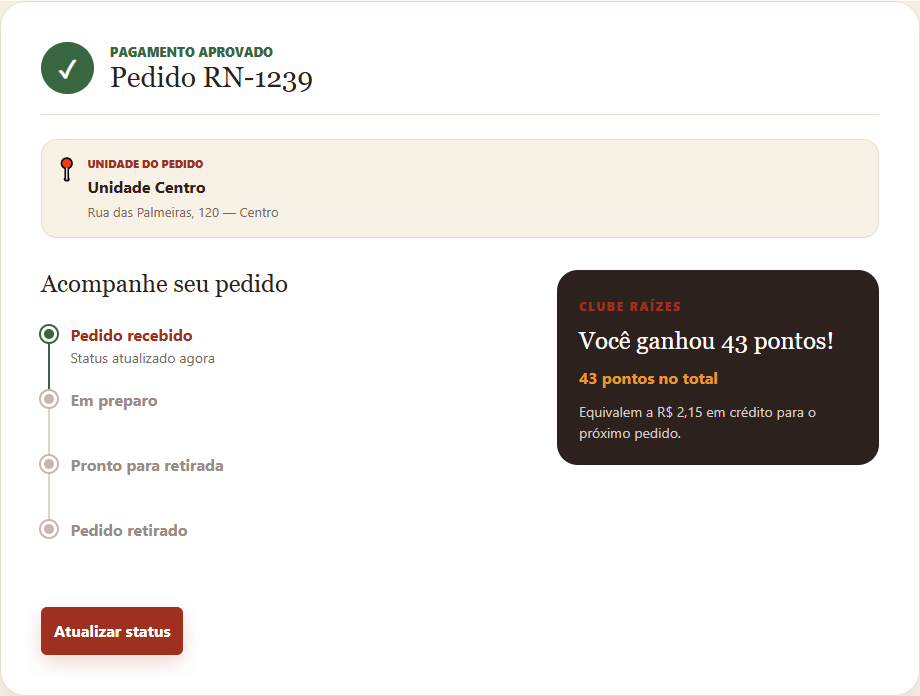 PAGAMENTO APROVADO
Pedido RN-1239
UNIDADE DO PEDIDO
Unidade Centro
Rua das Palmeiras, 120 — Centro
Acompanhe seu pedido
Pedido recebido
Status atualizado agora
Em preparo
Pronto para retirada
Pedido retirado
CLUBE RAÍZES
Você ganhou 43 pontos!
43 pontos no total
Equivalem a R$ 2,15 em crédito para o
próximo pedido.
Atualizar status